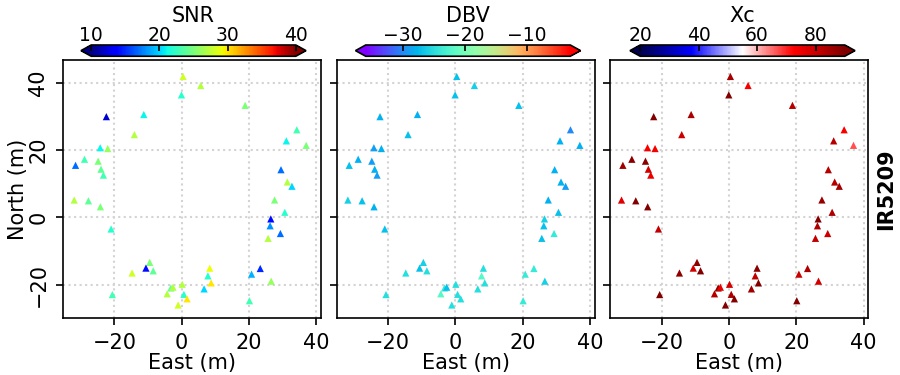 SNR DBV Xc
10 20 30 40 −30 −20 −10 20 40 60 80
40
20
0
−20
North (m)
IR5209
−20 0 20 40 −20 0 20 40 −20 0 20 40
East (m) East (m) East (m)